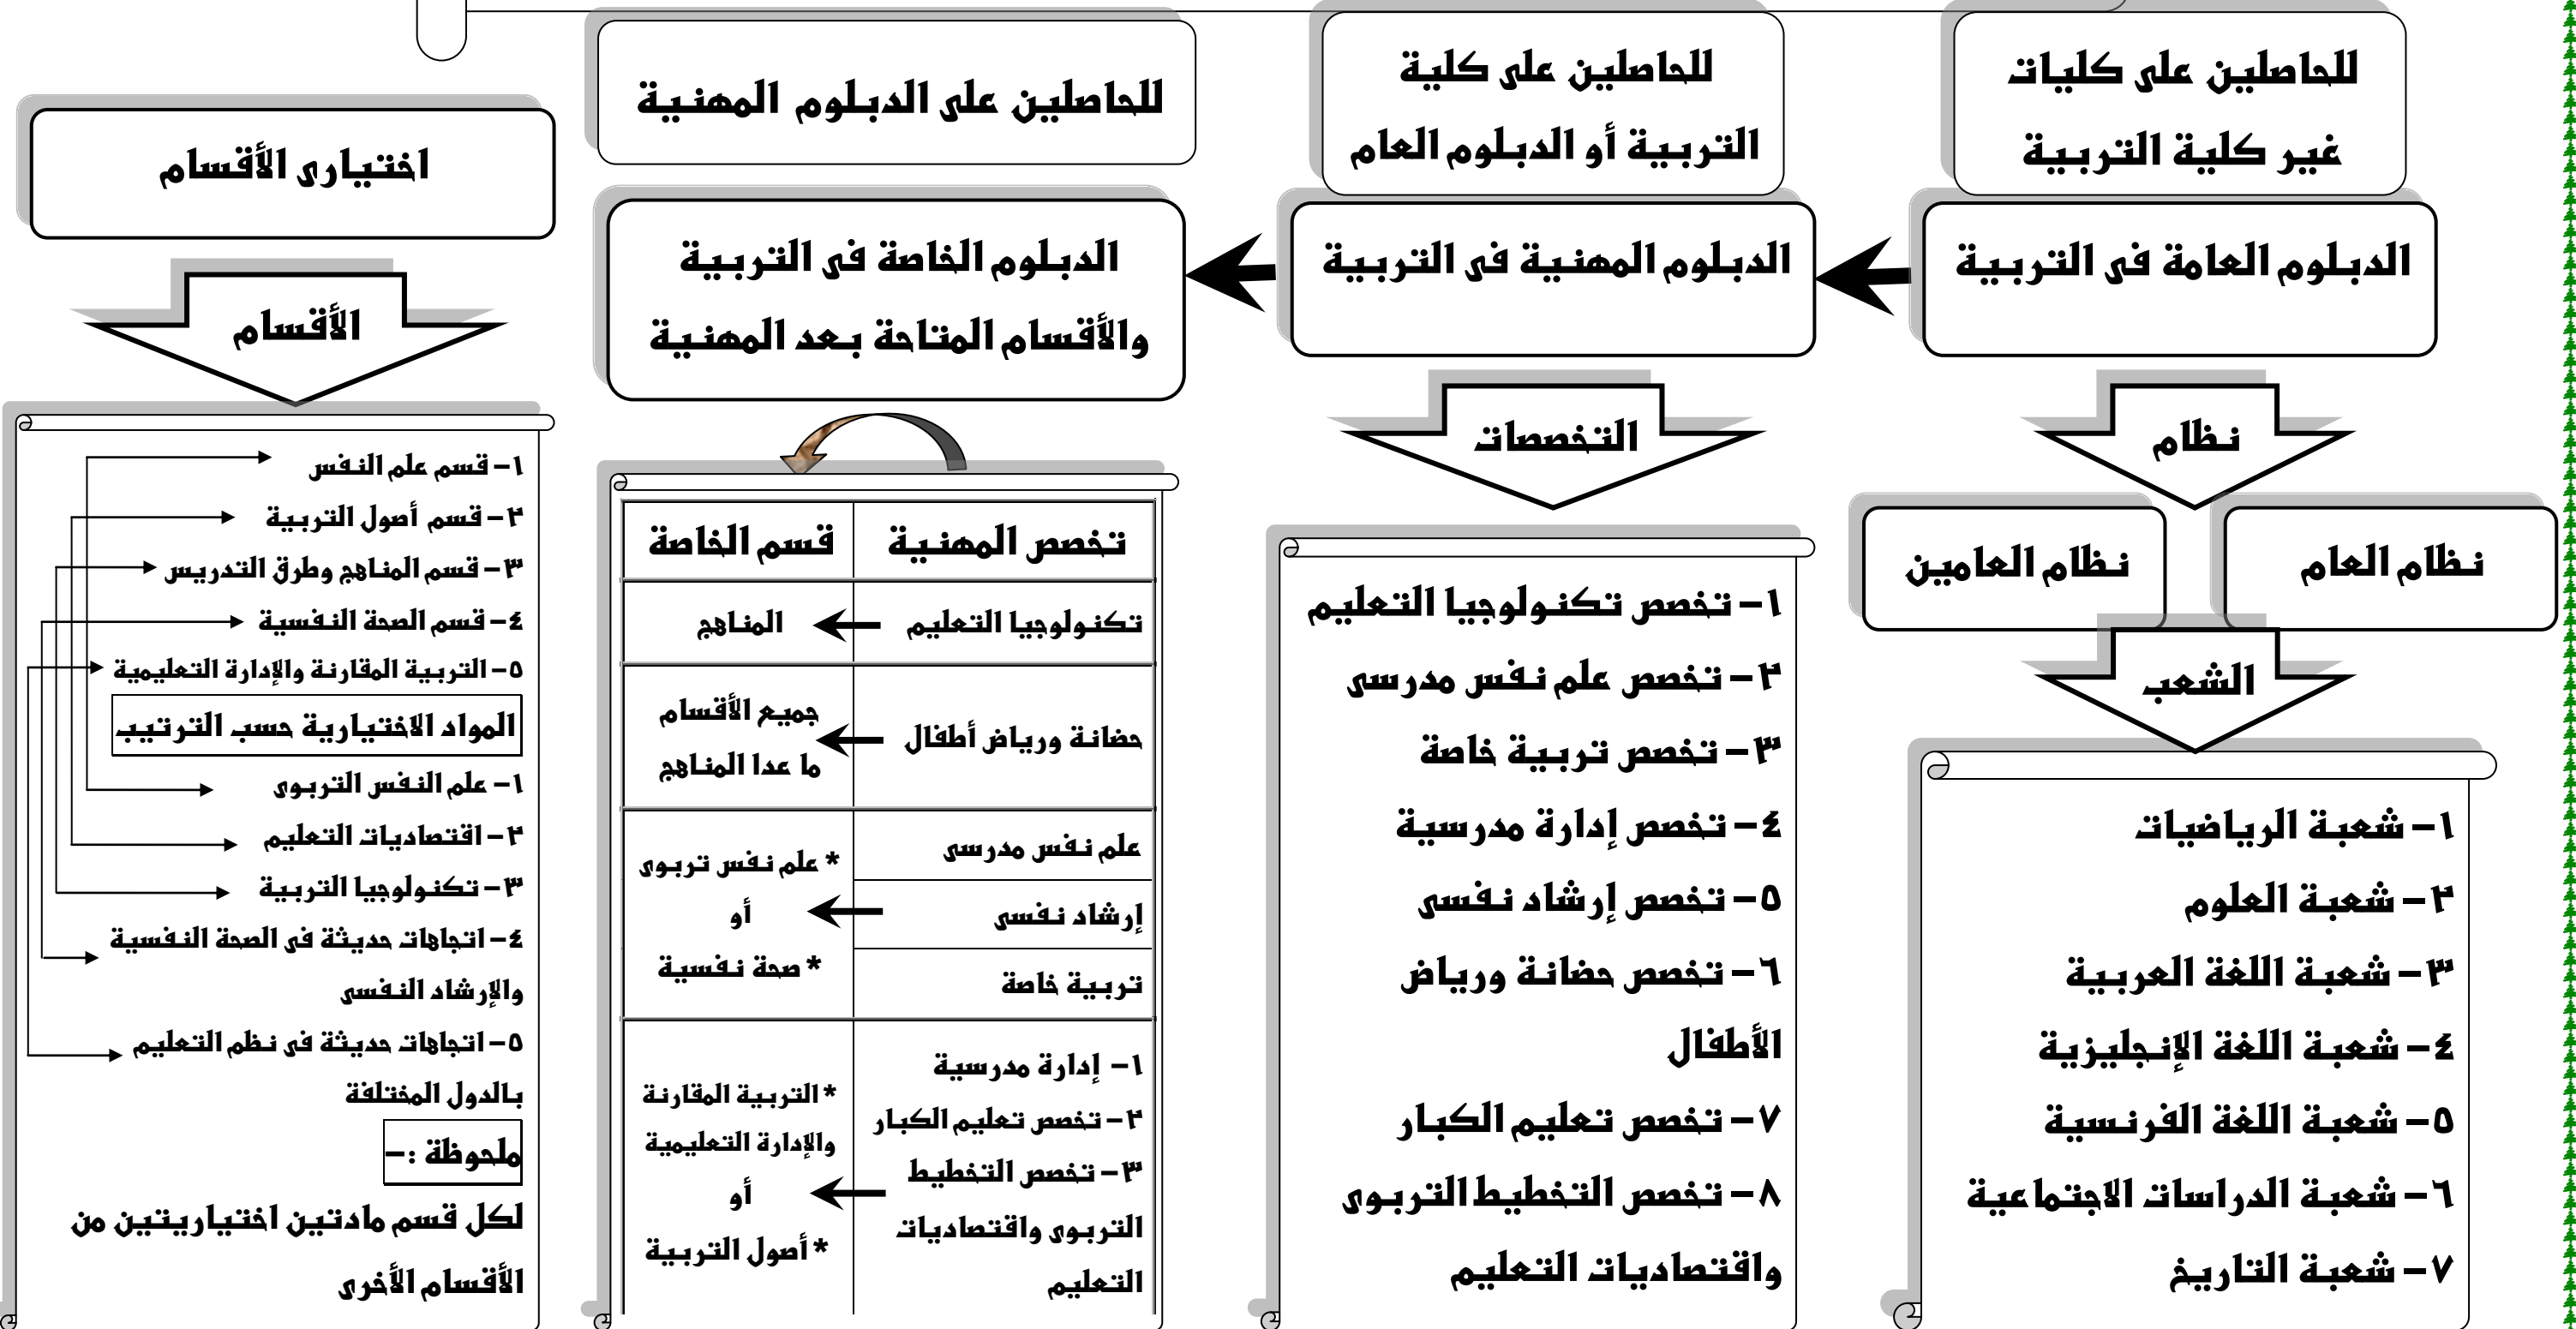 للحاصلين على كليات
غير كلية التربية
الدبلوم العامة فى التربية
نظام
نظام العام
نظام العامين
الشعب
١- شعبة الرياضيات
٢- شعبة العلوم
٣- شعبة اللغة العربية
٤- شعبة اللغة الإنجليزية
٥- شعبة اللغة الفرنسية
٦- شعبة الدراسات الاجتماعية
٧- شعبة التاريخ
للحاصلين على كلية
التربية أو الدبلوم العام
الدبلوم المهنية فى التربية
التخصصات
١- تخصص تكنولوجيا التعليم
٢- تخصص علم نفس مدرسى
٣- تخصص تربية خاصة
٤- تخصص إدارة مدرسية
٥- تخصص إرشاد نفسى
٦- تخصص حضانة ورياض
الأطفال
٧- تخصص تعليم الكبار
٨- تخصص التخطيط التربوى
واقتصاديات التعليم
للحاصلين على الدبلوم المهنية
الدبلوم الخاصة فى التربية
والأقسام المتاحة بعد المهنية
تخصص المهنية
قسم الخاصة
تكنولوجيا التعليم
المناهج
حضانة ورياض أطفال
جميع الأقسام
ما عدا المناهج
علم نفس مدرسى
إرشاد نفسى
تربية خاصة
* علم نفس تربوى
أو
* صحة نفسية
١- إدارة مدرسية
٢- تخصص تعليم الكبار
٣- تخصص التخطيط
التربوى واقتصاديات
التعليم
* التربية المقارنة
والإدارة التعليمية
أو
* أصول التربية
اختيارى الأقسام
الأقسام
١- قسم علم النفس
٢- قسم أصول التربية
٣- قسم المناهج وطرق التدريس
٤- قسم الصحة النفسية
٥- التربية المقارنة والإدارة التعليمية
المواد الاختيارية حسب الترتيب
١- علم النفس التربوى
٢- اقتصاديات التعليم
٣- تكنولوجيا التربية
٤- اتجاهات حديثة فى الصحة النفسية
والإرشاد النفسى
٥- اتجاهات حديثة فى نظم التعليم
بالدول المختلفة
ملحوظة :-
لكل قسم مادتين اختياريتين من
الأقسام الأخرى